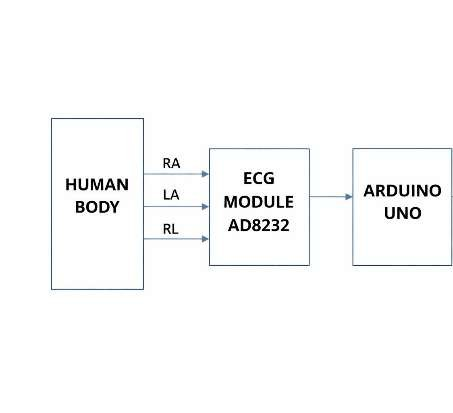 HUMAN
BODY
RA
LA
RL
ECG
MODULE
AD8232
ARDUINO
UNO